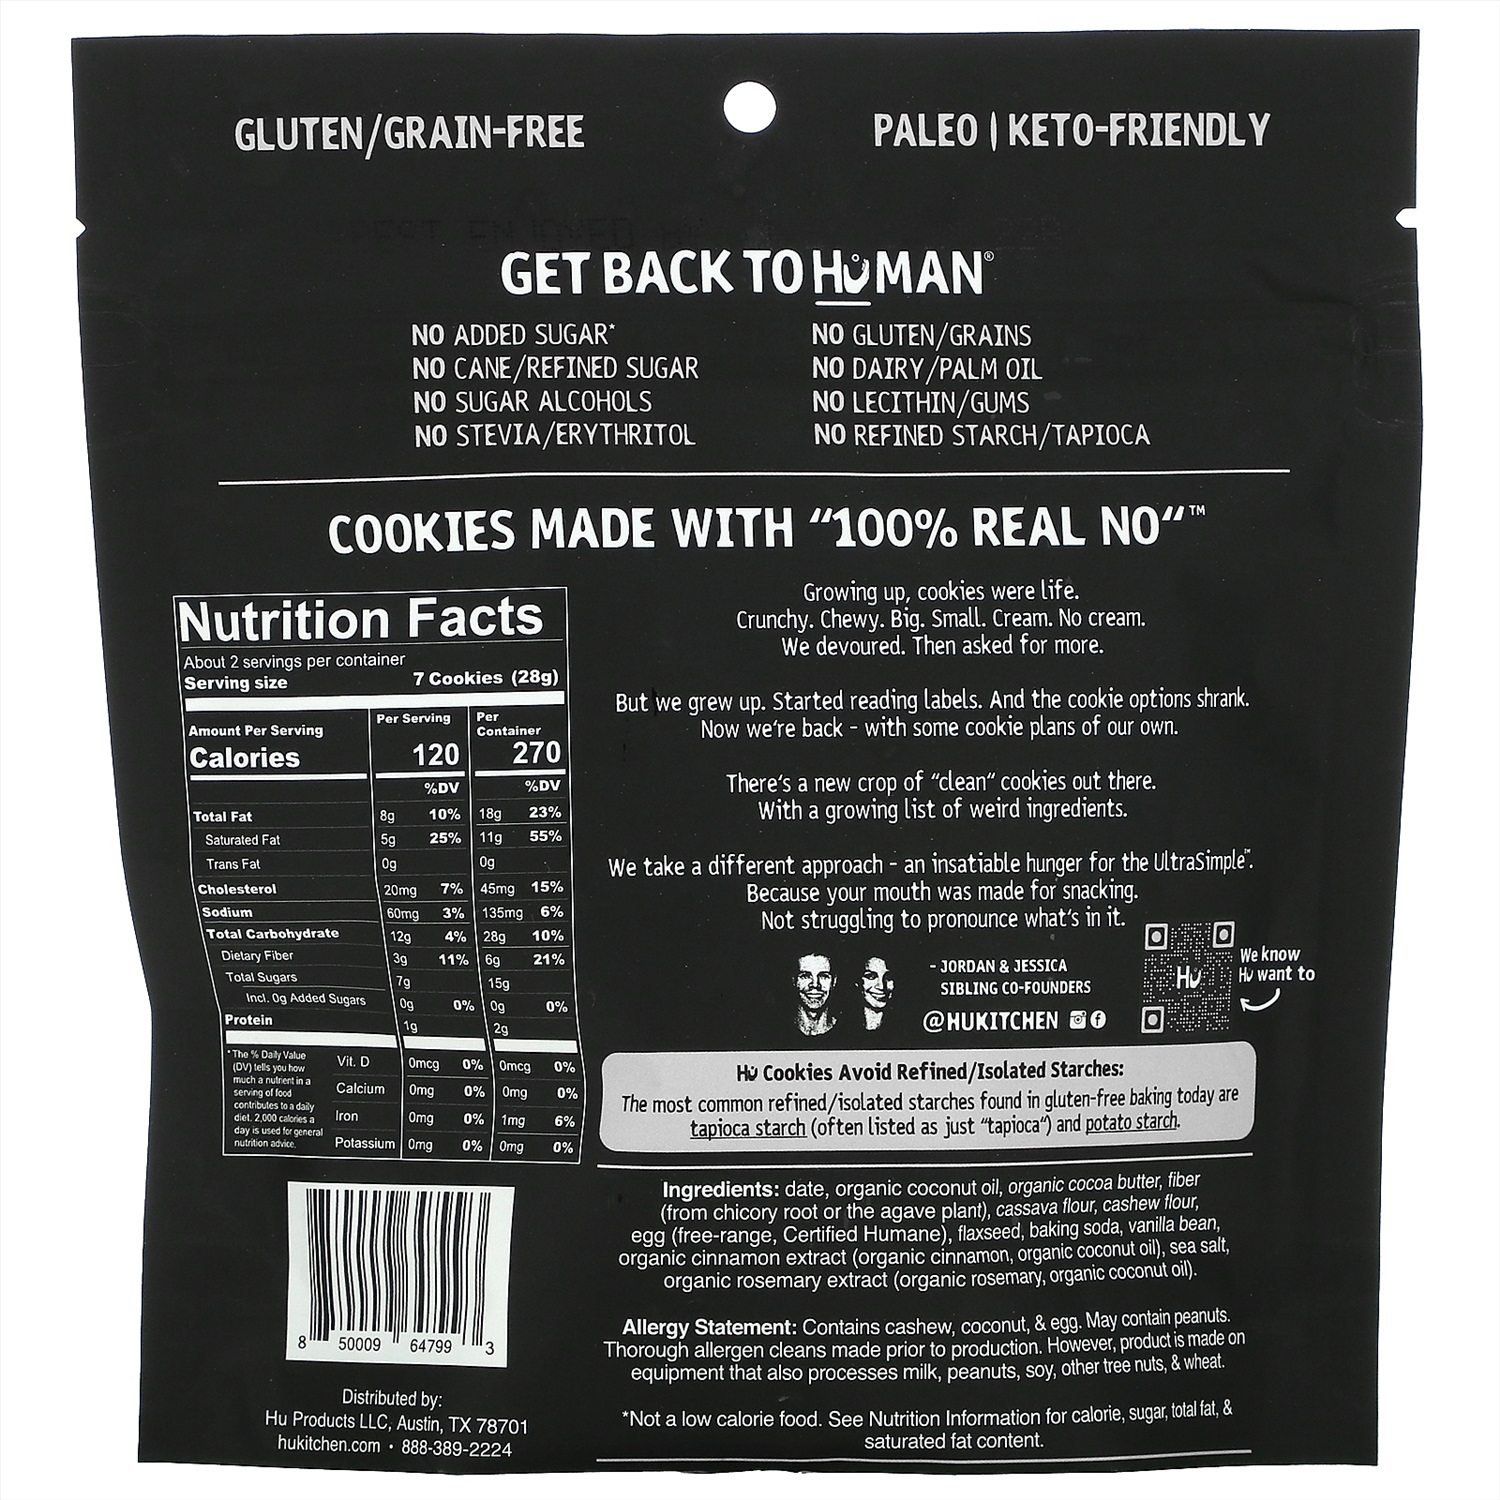 GLUTEN/GRAIN-FREE
PALEO | KETO-FRIENDLY
GET BACK TO HUMAN®
NO ADDED SUGAR*
NO CANE/REFINED SUGAR
NO SUGAR ALCOHOLS
NO STEVIA/ERYTHRITOL
NO GLUTEN/GRAINS
NO DAIRY/PALM OIL
NO LECITHIN/GUMS
NO REFINED STARCH/TAPIOCA
COOKIES MADE WITH “100% REAL NO“™
Nutrition Facts
About 2 servings per container
Serving size 7 Cookies (28g)
Amount Per Serving Per Serving Per Container
Calories 120 270
%DV %DV
Total Fat 8g 10% 18g 23%
Saturated Fat 5g 25% 11g 55%
Trans Fat 0g 0g
Cholesterol 20mg 7% 45mg 15%
Sodium 60mg 3% 135mg 6%
Total Carbohydrate 12g 4% 28g 10%
Dietary Fiber 3g 11% 6g 21%
Total Sugars 7g 15g
Incl. 0g Added Sugars 0g 0% 0g 0%
Protein 1g 2g
Vit. D 0mcg 0% 0mcg 0%
Calcium 0mg 0% 0mg 0%
Iron 0mg 0% 1mg 6%
Potassium 0mg 0% 0mg 0%
*The % Daily Value
(DV) tells you how
much a nutrient in a
serving of food
contributes to a daily
diet. 2,000 calories a
day is used for general
nutrition advice.
8 50009 64799 3
Distributed by:
Hu Products LLC, Austin, TX 78701
hukitchen.com • 888-389-2224
Growing up, cookies were life.
Crunchy. Chewy. Big. Small. Cream. No cream.
We devoured. Then asked for more.
But we grew up. Started reading labels. And the cookie options shrank.
Now we're back - with some cookie plans of our own.
There's a new crop of “clean“ cookies out there.
With a growing list of weird ingredients.
We take a different approach - an insatiable hunger for the UltraSimple™.
Because your mouth was made for snacking.
Not struggling to pronounce what's in it.
- JORDAN & JESSICA
SIBLING CO-FOUNDERS
@HUKITCHEN
Hu
We know
Hu want to
Hu Cookies Avoid Refined/Isolated Starches:
The most common refined/isolated starches found in gluten-free baking today are
tapioca starch (often listed as just “tapioca“) and potato starch.
Ingredients: date, organic coconut oil, organic cocoa butter, fiber
(from chicory root or the agave plant), cassava flour, cashew flour,
egg (free-range, Certified Humane), flaxseed, baking soda, vanilla bean,
organic cinnamon extract (organic cinnamon, organic coconut oil), sea salt,
organic rosemary extract (organic rosemary, organic coconut oil).
Allergy Statement: Contains cashew, coconut, & egg. May contain peanuts.
Thorough allergen cleans made prior to production. However, product is made on
equipment that also processes milk, peanuts, soy, other tree nuts, & wheat.
*Not a low calorie food. See Nutrition Information for calorie, sugar, total fat, &
saturated fat content.